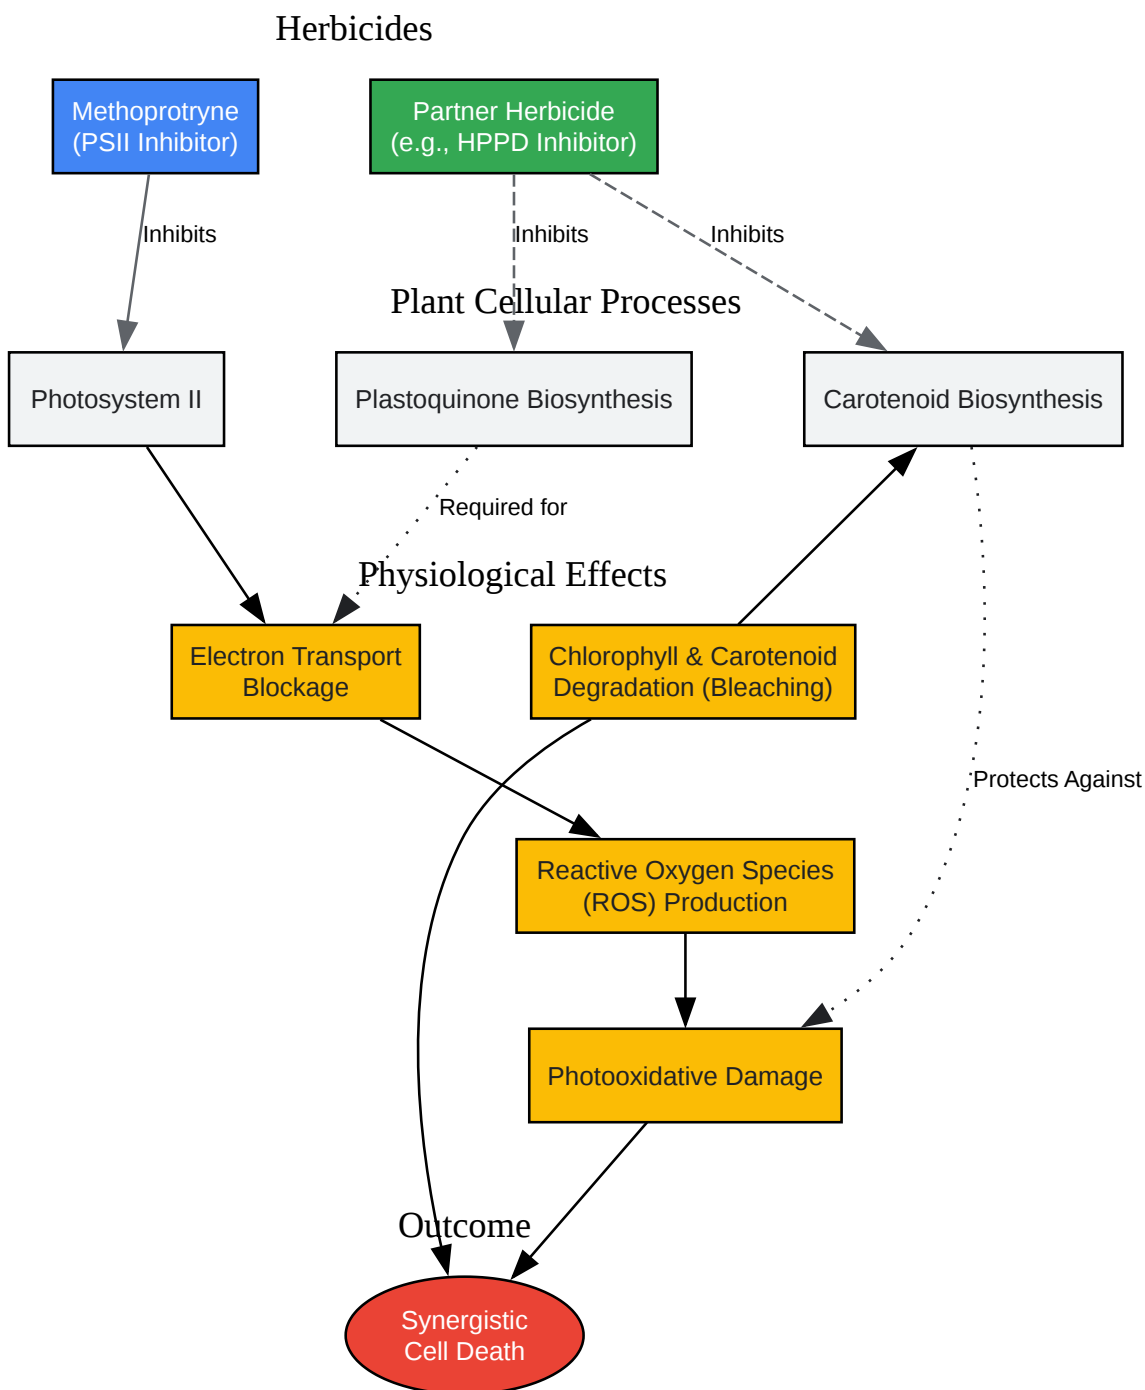 Herbicides
Methoprotryne
(PSII Inhibitor)
Partner Herbicide
(e.g., HPPD Inhibitor)
Inhibits
Inhibits
Inhibits
Plant Cellular Processes
Photosystem II
Plastoquinone Biosynthesis
Carotenoid Biosynthesis
Required for
Physiological Effects
Electron Transport
Blockage
Chlorophyll & Carotenoid
Degradation (Bleaching)
Protects Against
Reactive Oxygen Species
(ROS) Production
Photooxidative Damage
Outcome
Synergistic
Cell Death